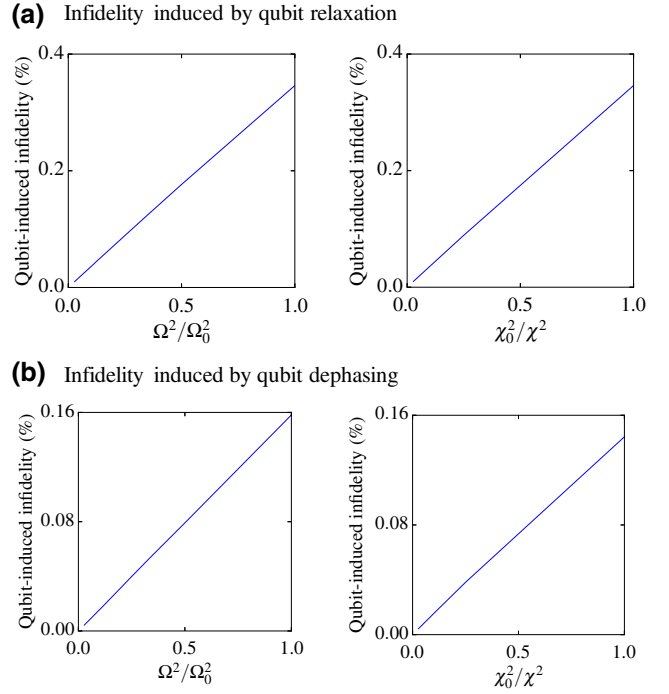 (a) Infidelity induced by qubit relaxation
Qubit-induced infidelity (%)
0.4
0.2
0.0
0.0 0.5 1.0
Ω²/Ω₀²
Qubit-induced infidelity (%)
0.4
0.2
0.0
0.0 0.5 1.0
χ₀²/χ²
(b) Infidelity induced by qubit dephasing
Qubit-induced infidelity (%)
0.16
0.08
0.00
0.0 0.5 1.0
Ω²/Ω₀²
Qubit-induced infidelity (%)
0.16
0.08
0.00
0.0 0.5 1.0
χ₀²/χ²